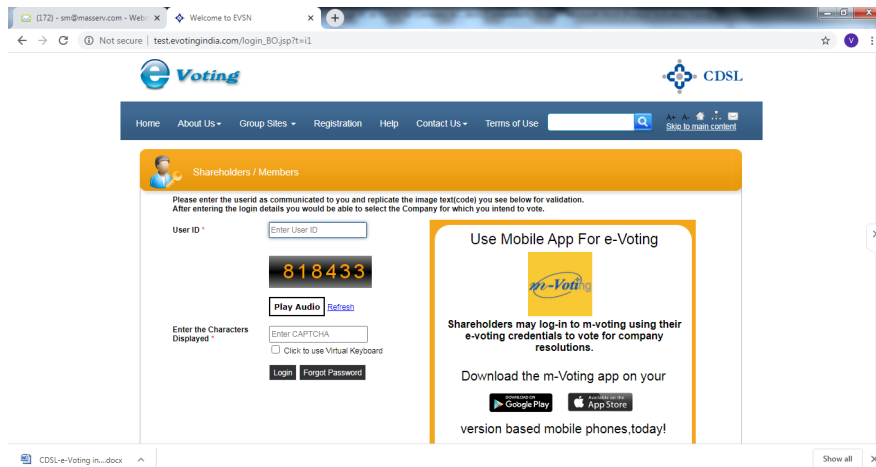 (172) - sm@masserv.com - Web
Welcome to EVSN
Not secure | test.evotingindia.com/login_BO.jsp?t=i1
V
e Voting
CDSL
Home About Us Group Sites Registration Help Contact Us Terms of Use
A+ A-
Skip to main content
Shareholders / Members
Please enter the userid as communicated to you and replicate the image text(code) you see below for validation.
After entering the login details you would be able to select the Company for which you intend to vote.
User ID *
Enter User ID
818433
Play Audio Refresh
Enter the Characters
Displayed *
Enter CAPTCHA
Click to use Virtual Keyboard
Login Forgot Password
Use Mobile App For e-Voting
m-Voting
Shareholders may log-in to m-voting using their
e-voting credentials to vote for company
resolutions.
Download the m-Voting app on your
DOWNLOAD ON
Google Play
Available on the
App Store
version based mobile phones,today!
CDSL-e-Voting in....docx
Show all